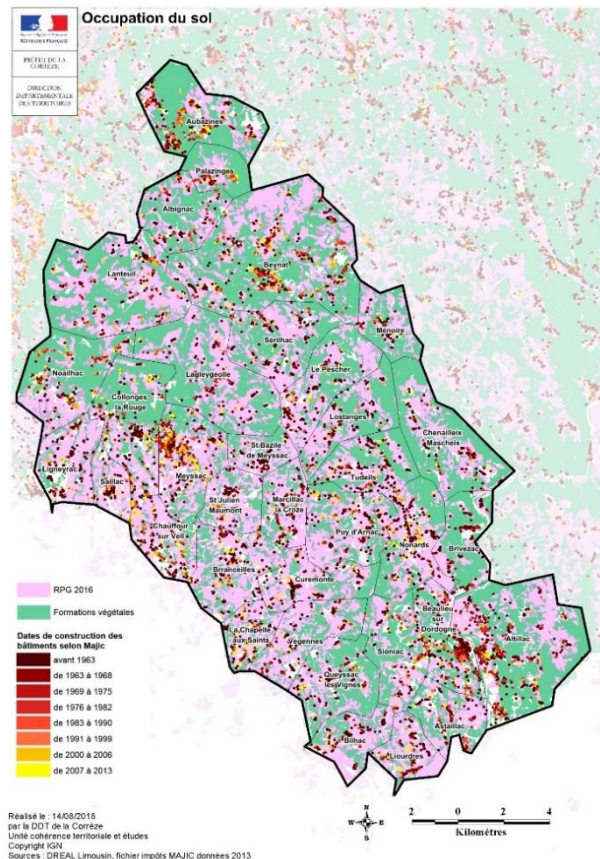 Occupation du sol
RÉPUBLIQUE FRANÇAISE
PRÉFET DE LA
CORRÈZE
DIRECTION
DÉPARTEMENTALE
DES TERRITOIRES
Aubazines
Palazinges
Albignac
Lanteuil
Beynat
Ménoire
Sérilhac
Noailhac
Lagleygeolle
Le Pescher
Collonges
la Rouge
Lostanges
Chenailleix
Mascheix
St Bazile
de Meyssac
Ligneyrac
Saillac
Meyssac
Tudeils
St Julien
Maumont
Marcillac
la Croze
Chauffour
sur Vell
Puy d'Arnac
Nonards
Brivezac
Branceilles
Curemonte
Beaulieu
sur
Dordogne
Altillac
La Chapelle
aux Saints
Végennes
Sioniac
Queyssac
les Vignes
Astaillac
Bilhac
Liourdres
RPG 2016
Formations végétales
Dates de construction des
bâtiments selon Majic
avant 1963
de 1963 à 1968
de 1969 à 1975
de 1976 à 1982
de 1983 à 1990
de 1991 à 1999
de 2000 à 2006
de 2007 à 2013
Réalisé le : 14/08/2018
par la DDT de la Corrèze
Unité cohérence territoriale et études
Copyright IGN
Sources : DREAL Limousin, fichier impôts MAJIC données 2013
N
W
E
S
2 0 2 4
Kilomètres